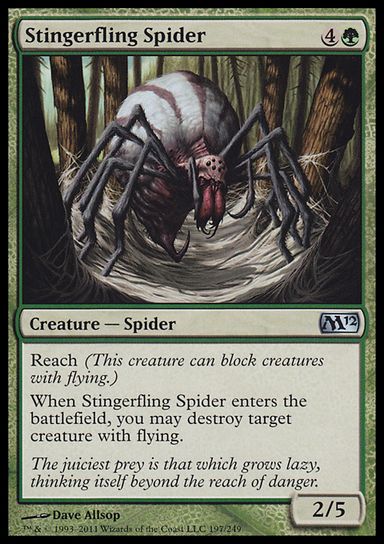 Stingerfling Spider 4
Creature — Spider M12
Reach (This creature can block creatures
with flying.)
When Stingerfling Spider enters the
battlefield, you may destroy target
creature with flying.
The juiciest prey is that which grows lazy,
thinking itself beyond the reach of danger.
Dave Allsop
™ & © 1993–2011 Wizards of the Coast LLC 197/249
2/5